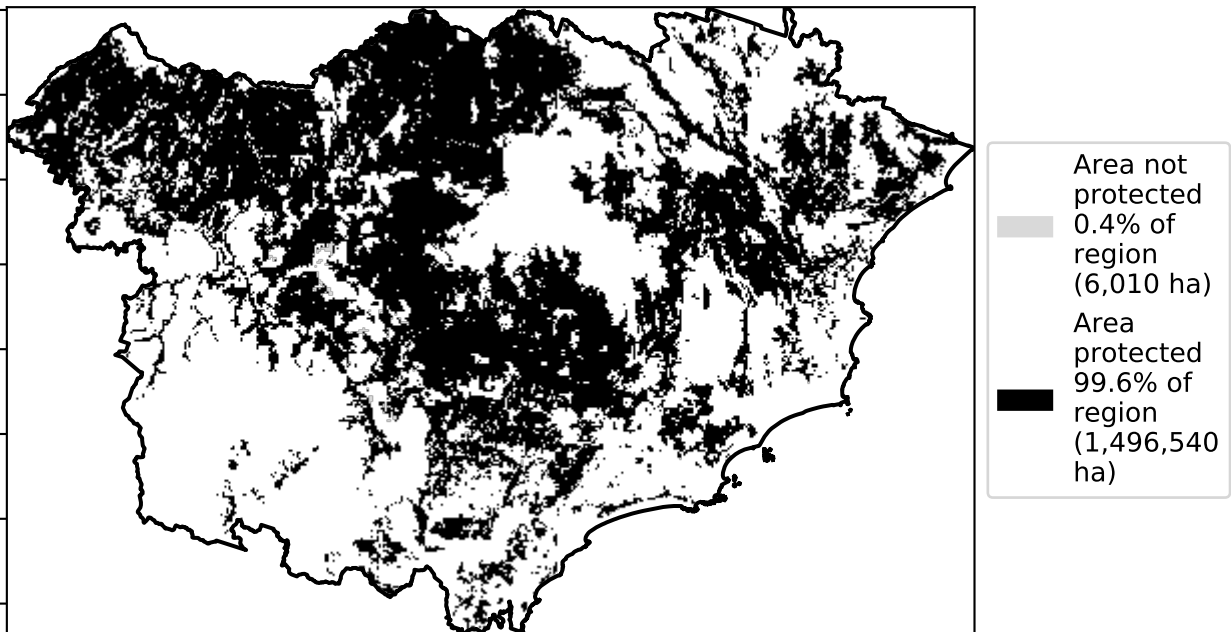 Area not
protected
0.4% of
region
(6,010 ha)
Area
protected
99.6% of
region
(1,496,540
ha)